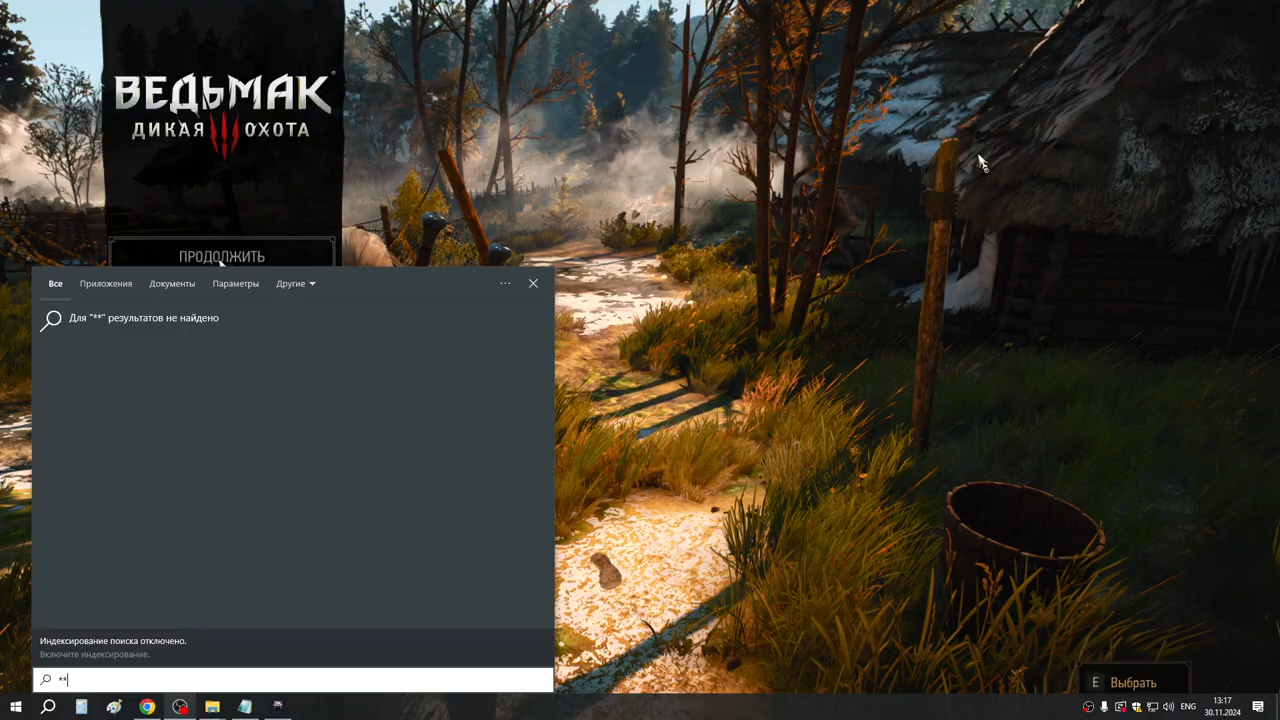 ВЕДЬМАК
ДИКАЯ III ОХОТА
ПРОДОЛЖИТЬ
Все Приложения Документы Параметры Другие
Для "**" результатов не найдено
Индексирование поиска отключено.
Включите индексирование.
**
E Выбрать
ENG
13:17
30.11.2024